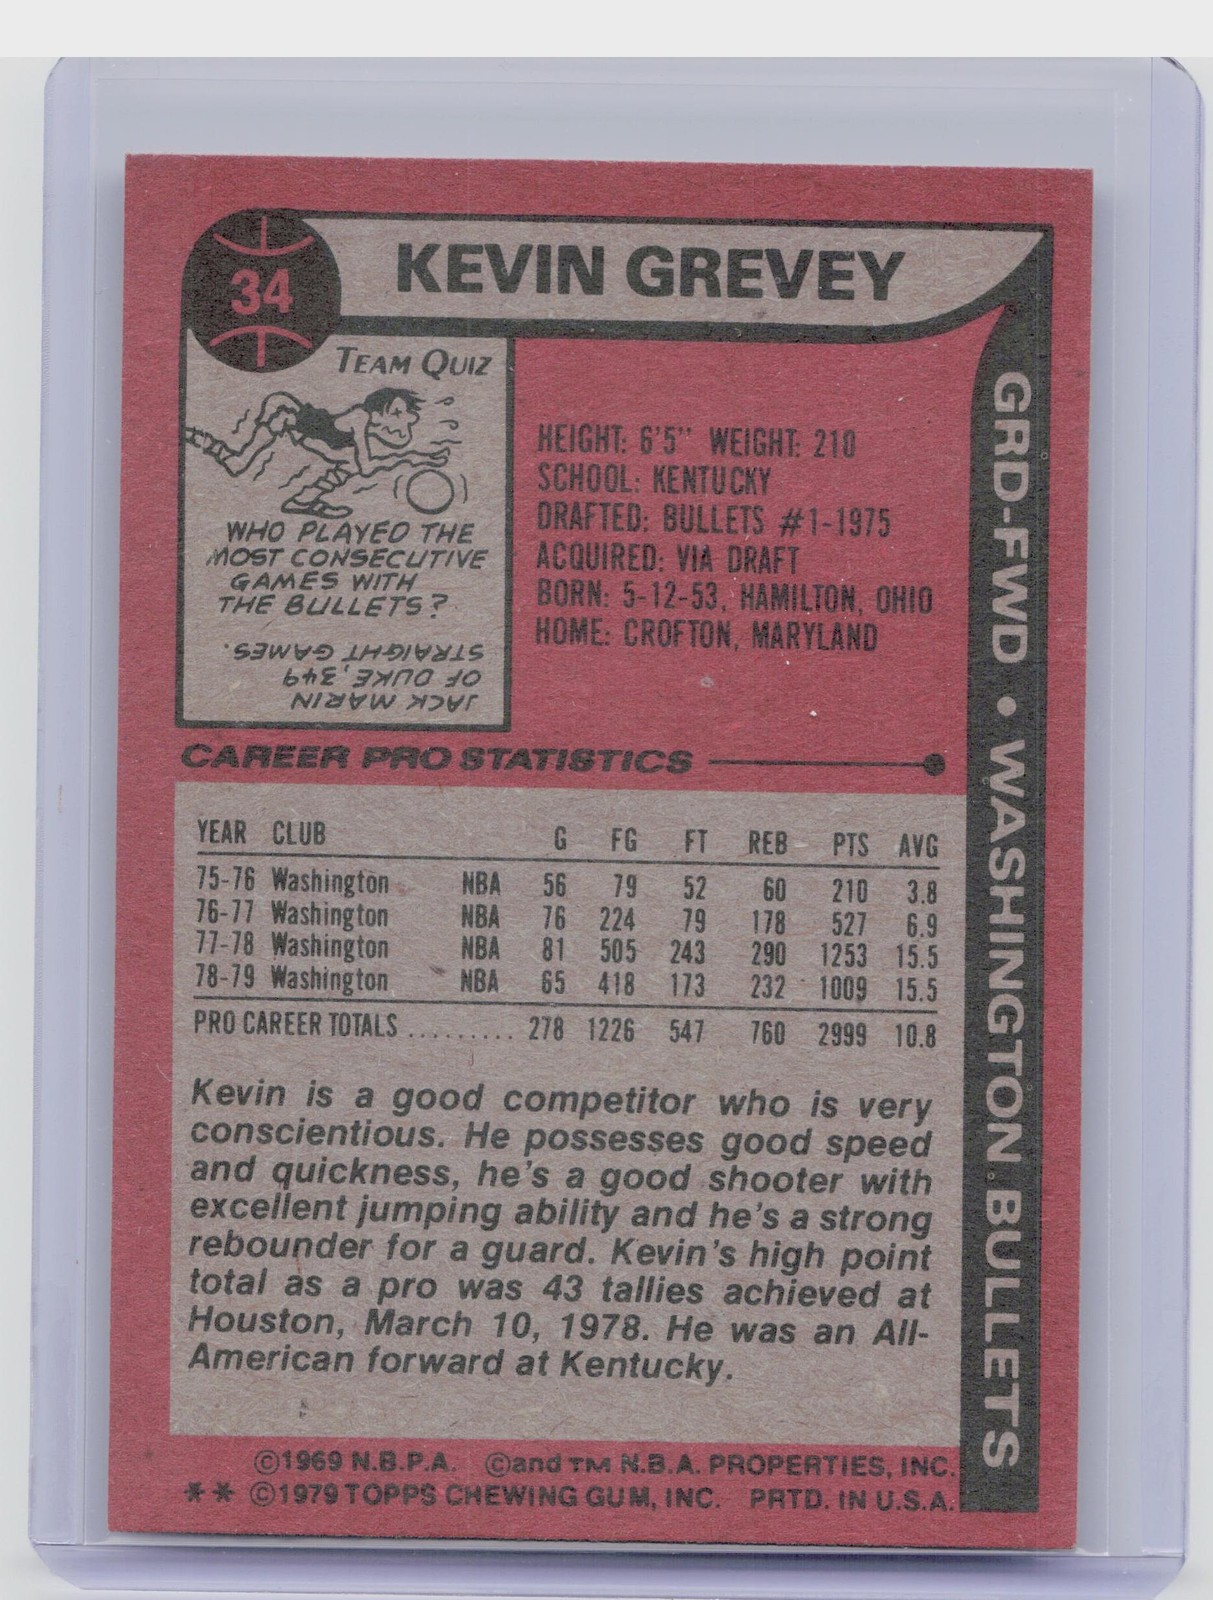 34
KEVIN GREVEY
GRD-FWD • WASHINGTON BULLETS
TEAM QUIZ
WHO PLAYED THE
MOST CONSECUTIVE
GAMES WITH
THE BULLETS?
JACK MARIN
OF DUKE, 349
STRAIGHT GAMES.
HEIGHT: 6'5" WEIGHT: 210
SCHOOL: KENTUCKY
DRAFTED: BULLETS #1-1975
ACQUIRED: VIA DRAFT
BORN: 5-12-53, HAMILTON, OHIO
HOME: CROFTON, MARYLAND
CAREER PRO STATISTICS
YEAR CLUB G FG FT REB PTS AVG
75-76 Washington NBA 56 79 52 60 210 3.8
76-77 Washington NBA 76 224 79 178 527 6.9
77-78 Washington NBA 81 505 243 290 1253 15.5
78-79 Washington NBA 65 418 173 232 1009 15.5
PRO CAREER TOTALS ......... 278 1226 547 760 2999 10.8
Kevin is a good competitor who is very
conscientious. He possesses good speed
and quickness, he's a good shooter with
excellent jumping ability and he's a strong
rebounder for a guard. Kevin's high point
total as a pro was 43 tallies achieved at
Houston, March 10, 1978. He was an All-
American forward at Kentucky.
©1969 N.B.P.A. ©and TM N.B.A. PROPERTIES, INC.
** ©1979 TOPPS CHEWING GUM, INC. PRTD. IN U.S.A.